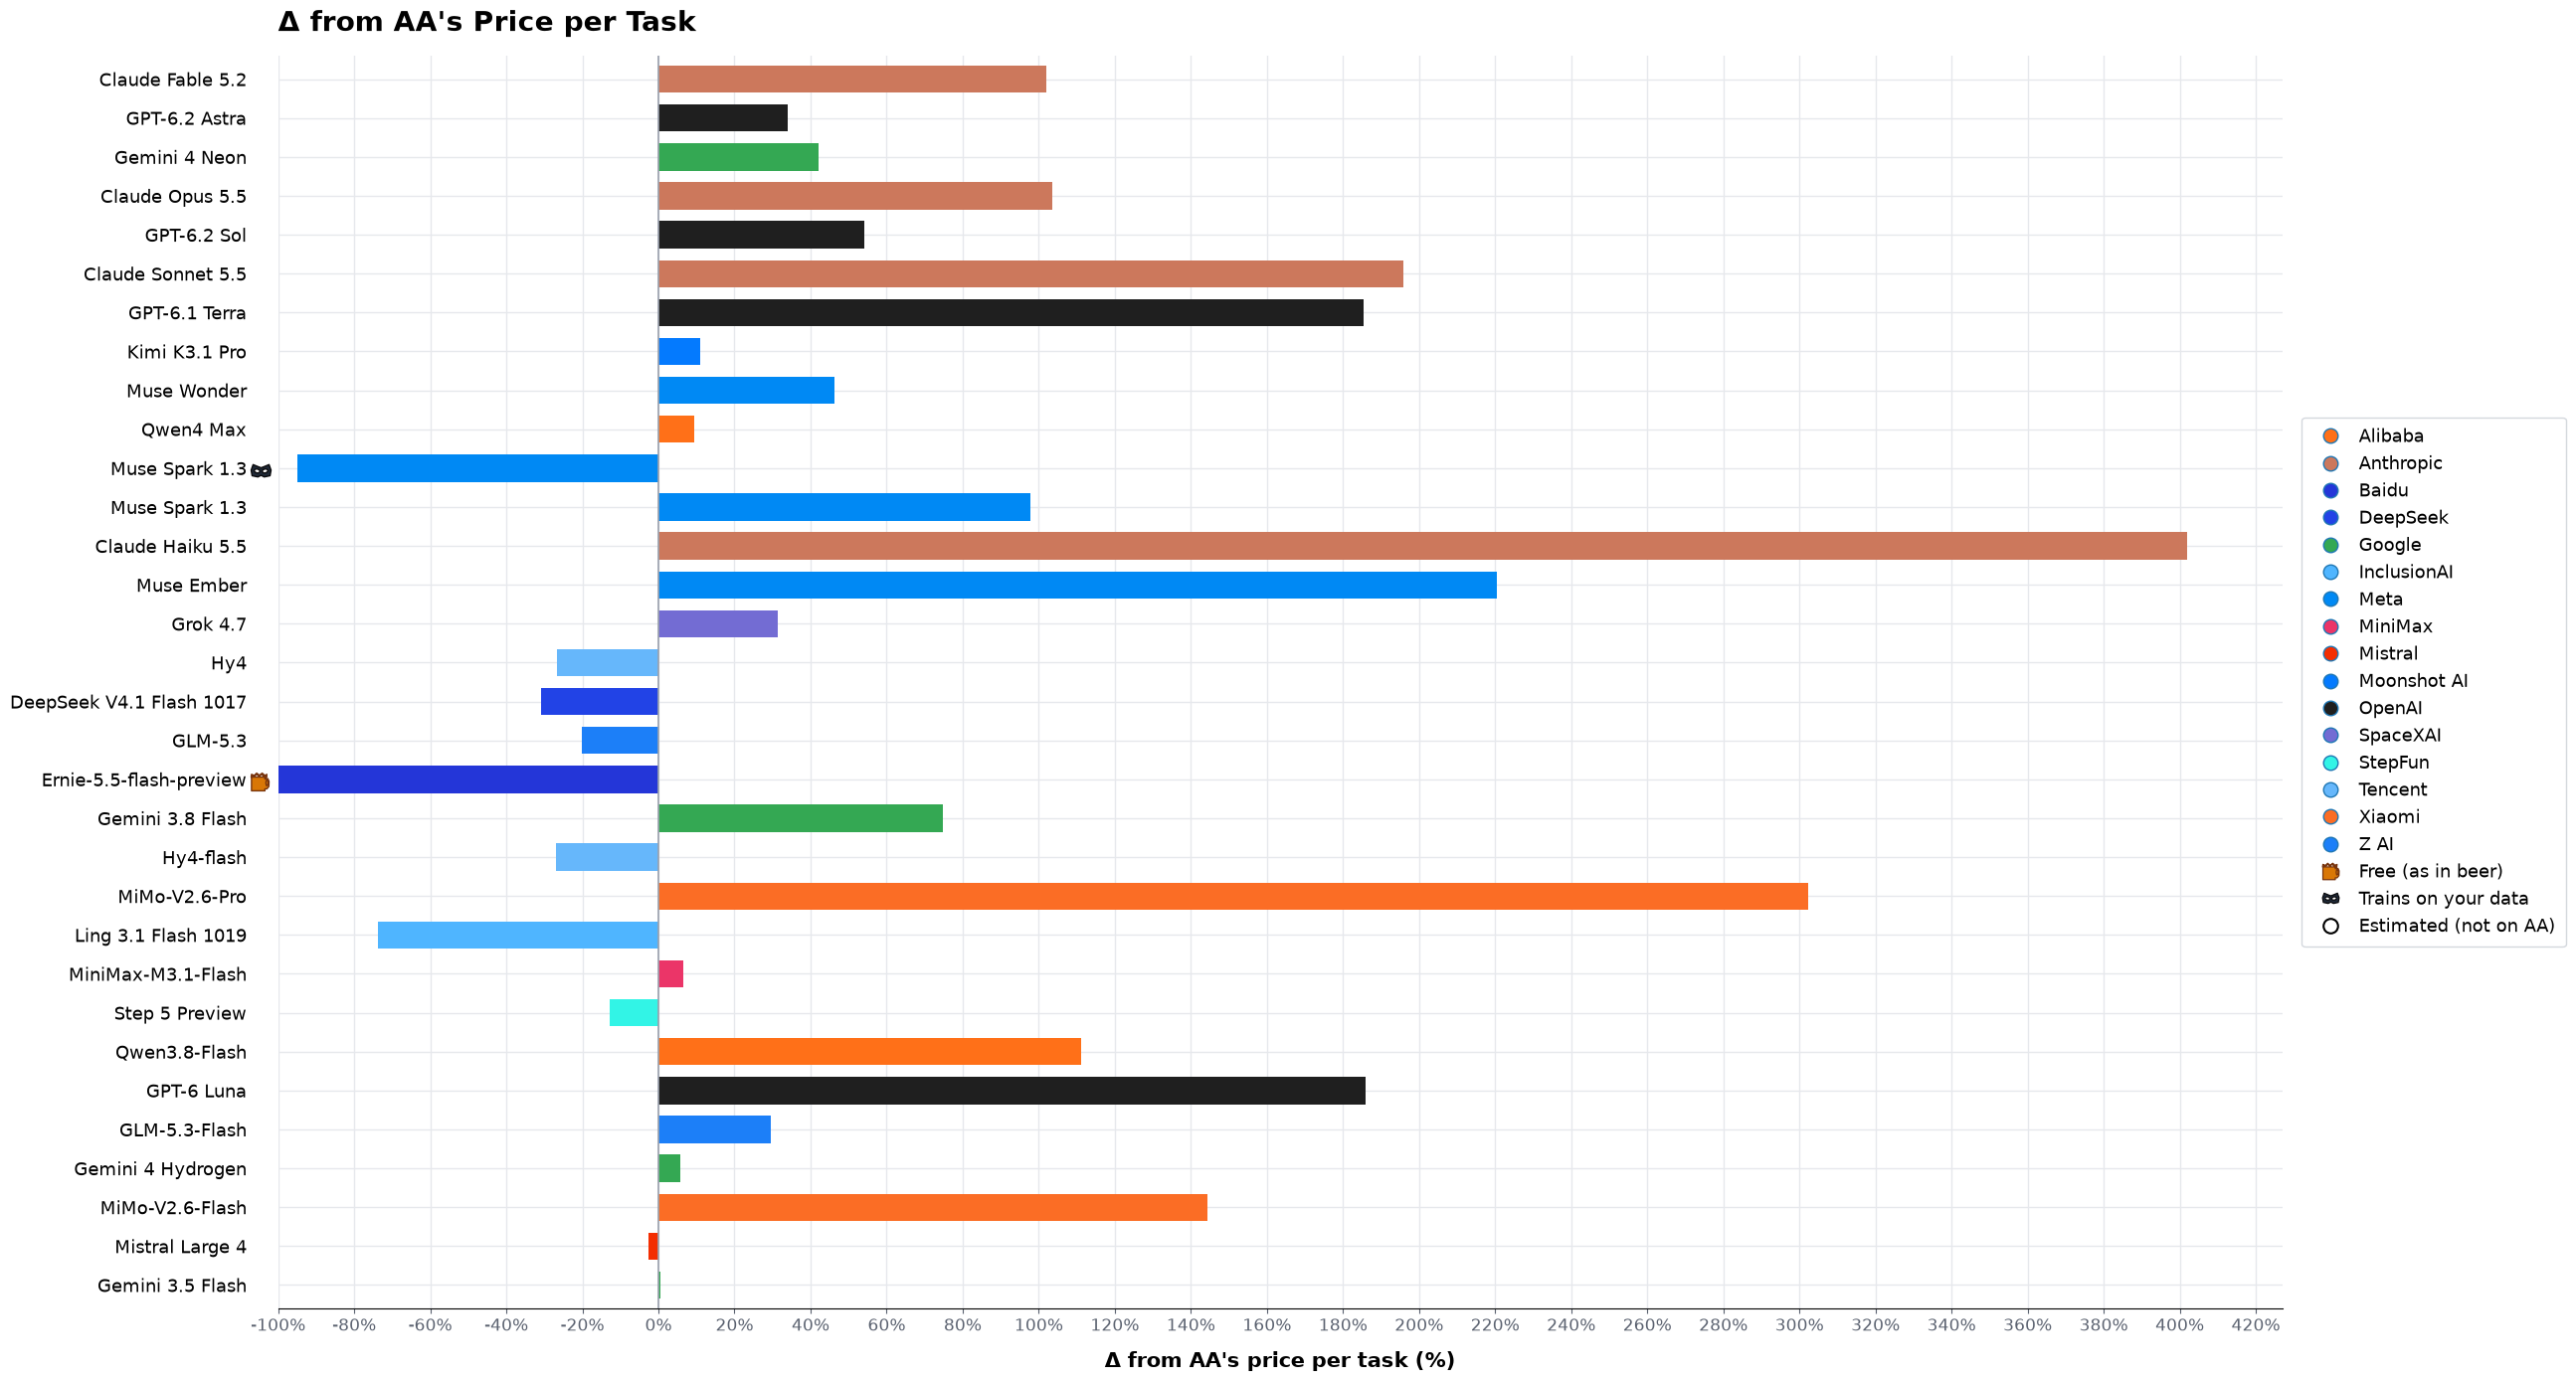 Δ from AA's Price per Task
Claude Fable 5.2
GPT-6.2 Astra
Gemini 4 Neon
Claude Opus 5.5
GPT-6.2 Sol
Claude Sonnet 5.5
GPT-6.1 Terra
Kimi K3.1 Pro
Muse Wonder
Qwen4 Max
Muse Spark 1.3
Muse Spark 1.3
Claude Haiku 5.5
Muse Ember
Grok 4.7
Hy4
DeepSeek V4.1 Flash 1017
GLM-5.3
Ernie-5.5-flash-preview
Gemini 3.8 Flash
Hy4-flash
MiMo-V2.6-Pro
Ling 3.1 Flash 1019
MiniMax-M3.1-Flash
Step 5 Preview
Qwen3.8-Flash
GPT-6 Luna
GLM-5.3-Flash
Gemini 4 Hydrogen
MiMo-V2.6-Flash
Mistral Large 4
Gemini 3.5 Flash
-100% -80% -60% -40% -20% 0% 20% 40% 60% 80% 100% 120% 140% 160% 180% 200% 220% 240% 260% 280% 300% 320% 340% 360% 380% 400% 420%
Δ from AA's price per task (%)
Alibaba
Anthropic
Baidu
DeepSeek
Google
InclusionAI
Meta
MiniMax
Mistral
Moonshot AI
OpenAI
SpaceXAI
StepFun
Tencent
Xiaomi
Z AI
Free (as in beer)
Trains on your data
Estimated (not on AA)